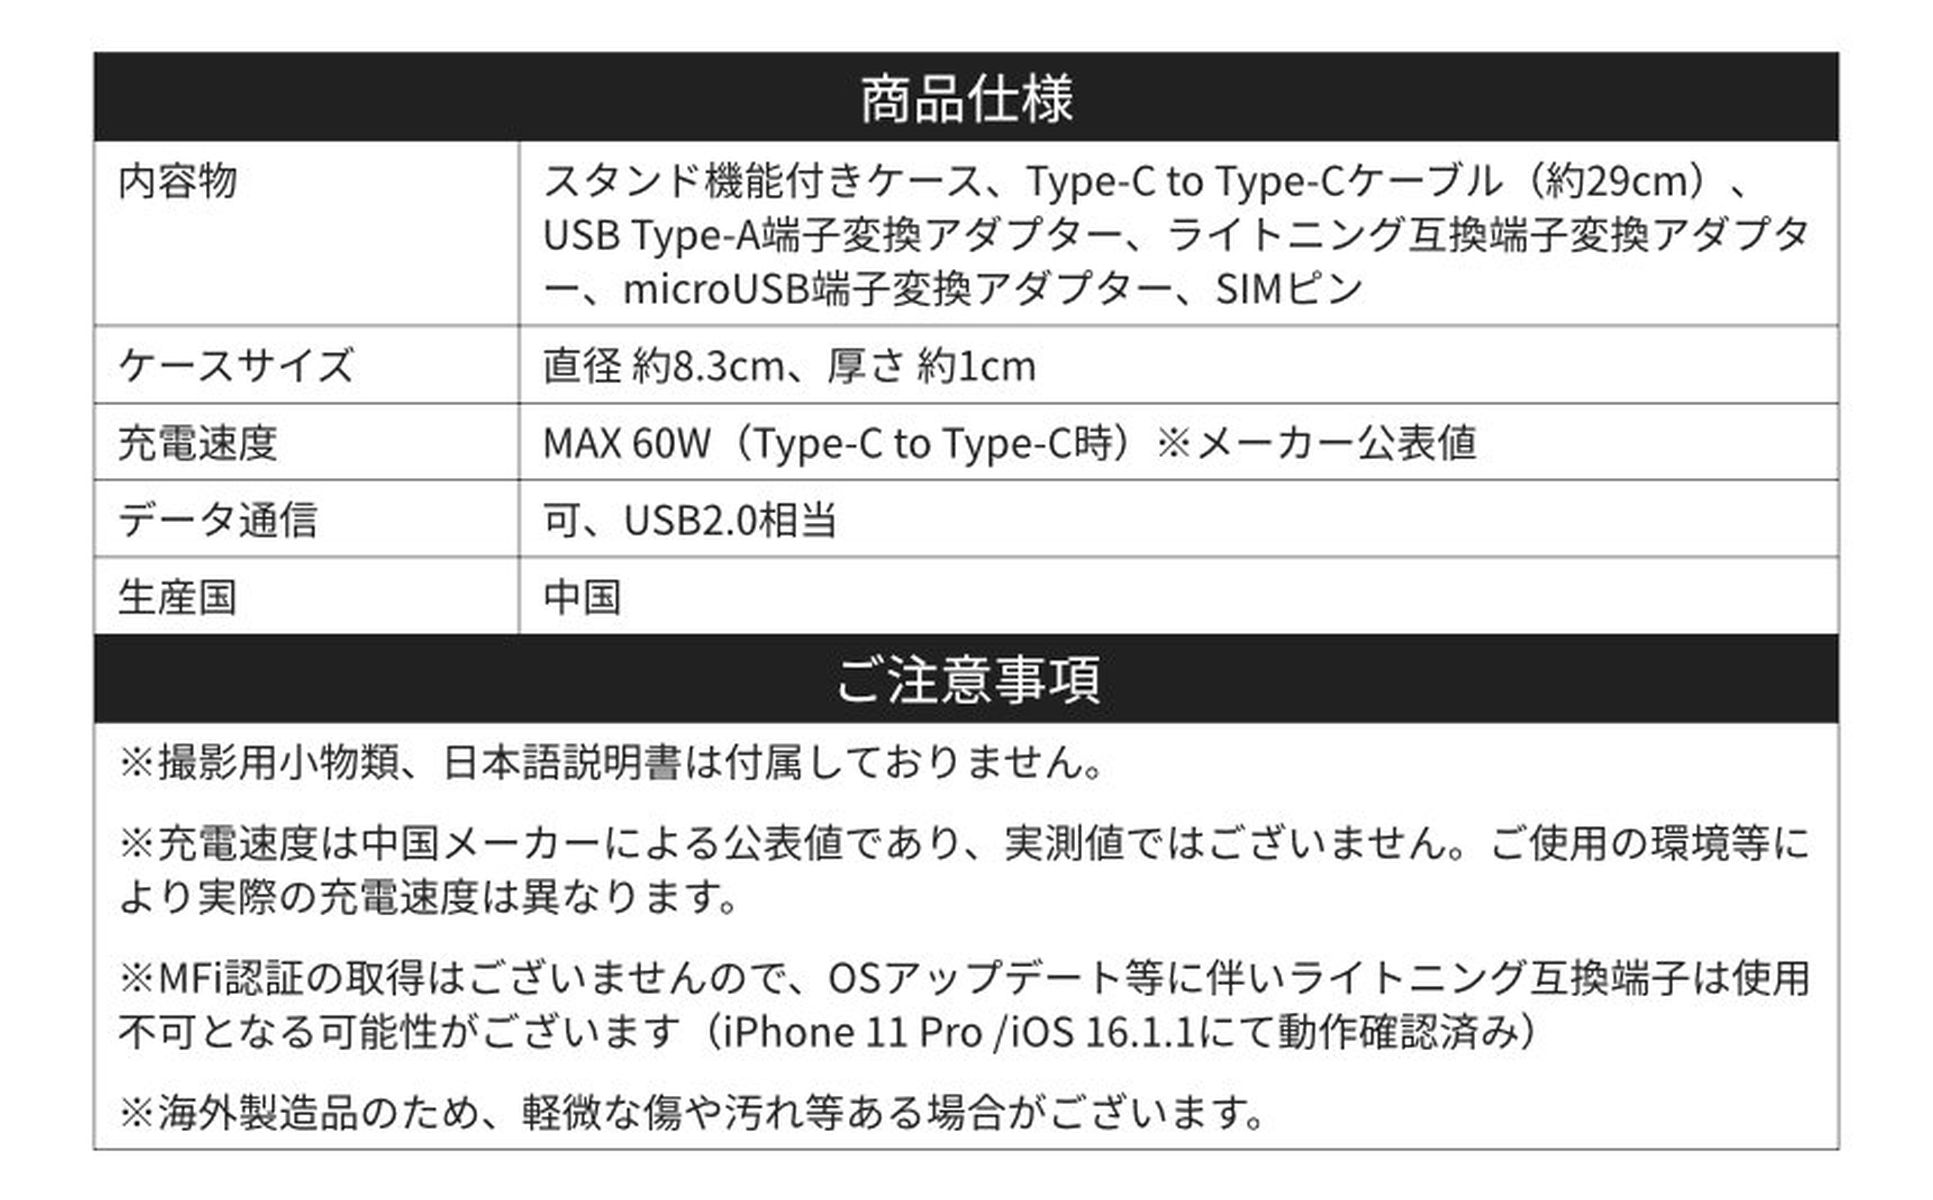 商品仕様
内容物
スタンド機能付きケース、Type-C to Type-Cケーブル（約29cm）、
USB Type-A端子変換アダプター、ライトニング互換端子変換アダプタ
ー、microUSB端子変換アダプター、SIMピン
ケースサイズ
直径 約8.3cm、厚さ 約1cm
充電速度
MAX 60W（Type-C to Type-C時）※メーカー公表値
データ通信
可、USB2.0相当
生産国
中国
ご注意事項
※撮影用小物類、日本語説明書は付属しておりません。
※充電速度は中国メーカーによる公表値であり、実測値ではございません。ご使用の環境等に
より実際の充電速度は異なります。
※MFi認証の取得はございませんので、OSアップデート等に伴いライトニング互換端子は使用
不可となる可能性がございます（iPhone 11 Pro /iOS 16.1.1にて動作確認済み）
※海外製造品のため、軽微な傷や汚れ等ある場合がございます。